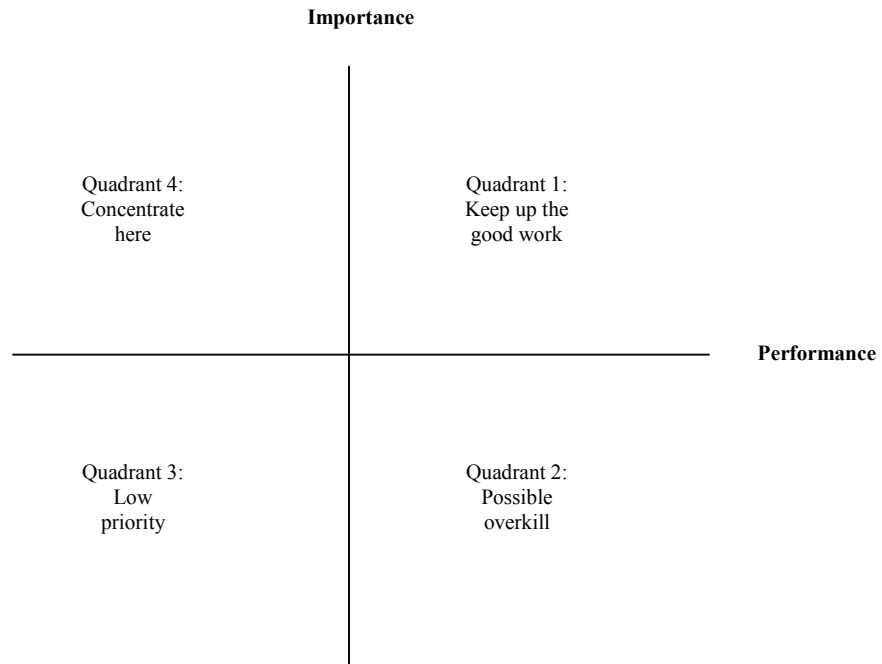 Importance
Quadrant 4:
Concentrate
here
Quadrant 1:
Keep up the
good work
Performance
Quadrant 3:
Low
priority
Quadrant 2:
Possible
overkill